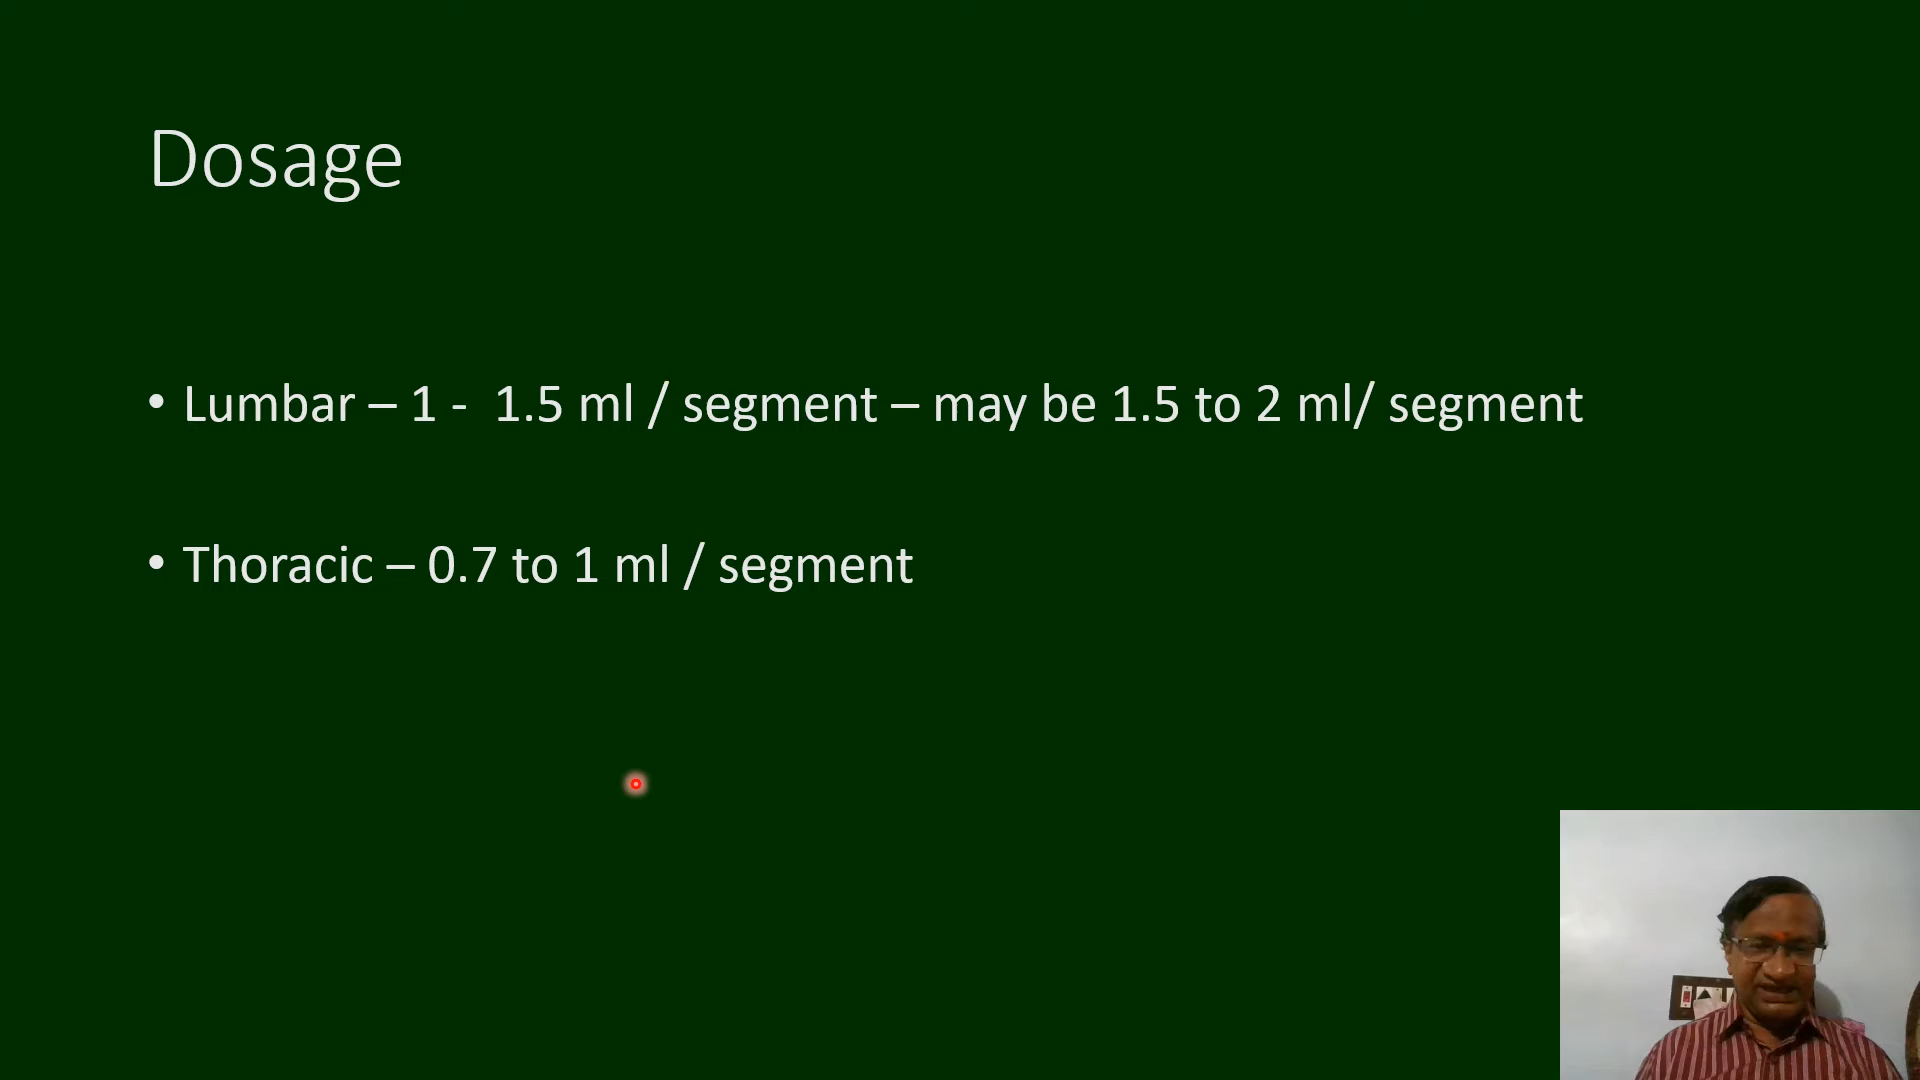 Dosage
• Lumbar – 1 -  1.5 ml / segment – may be 1.5 to 2 ml/ segment
• Thoracic – 0.7 to 1 ml / segment